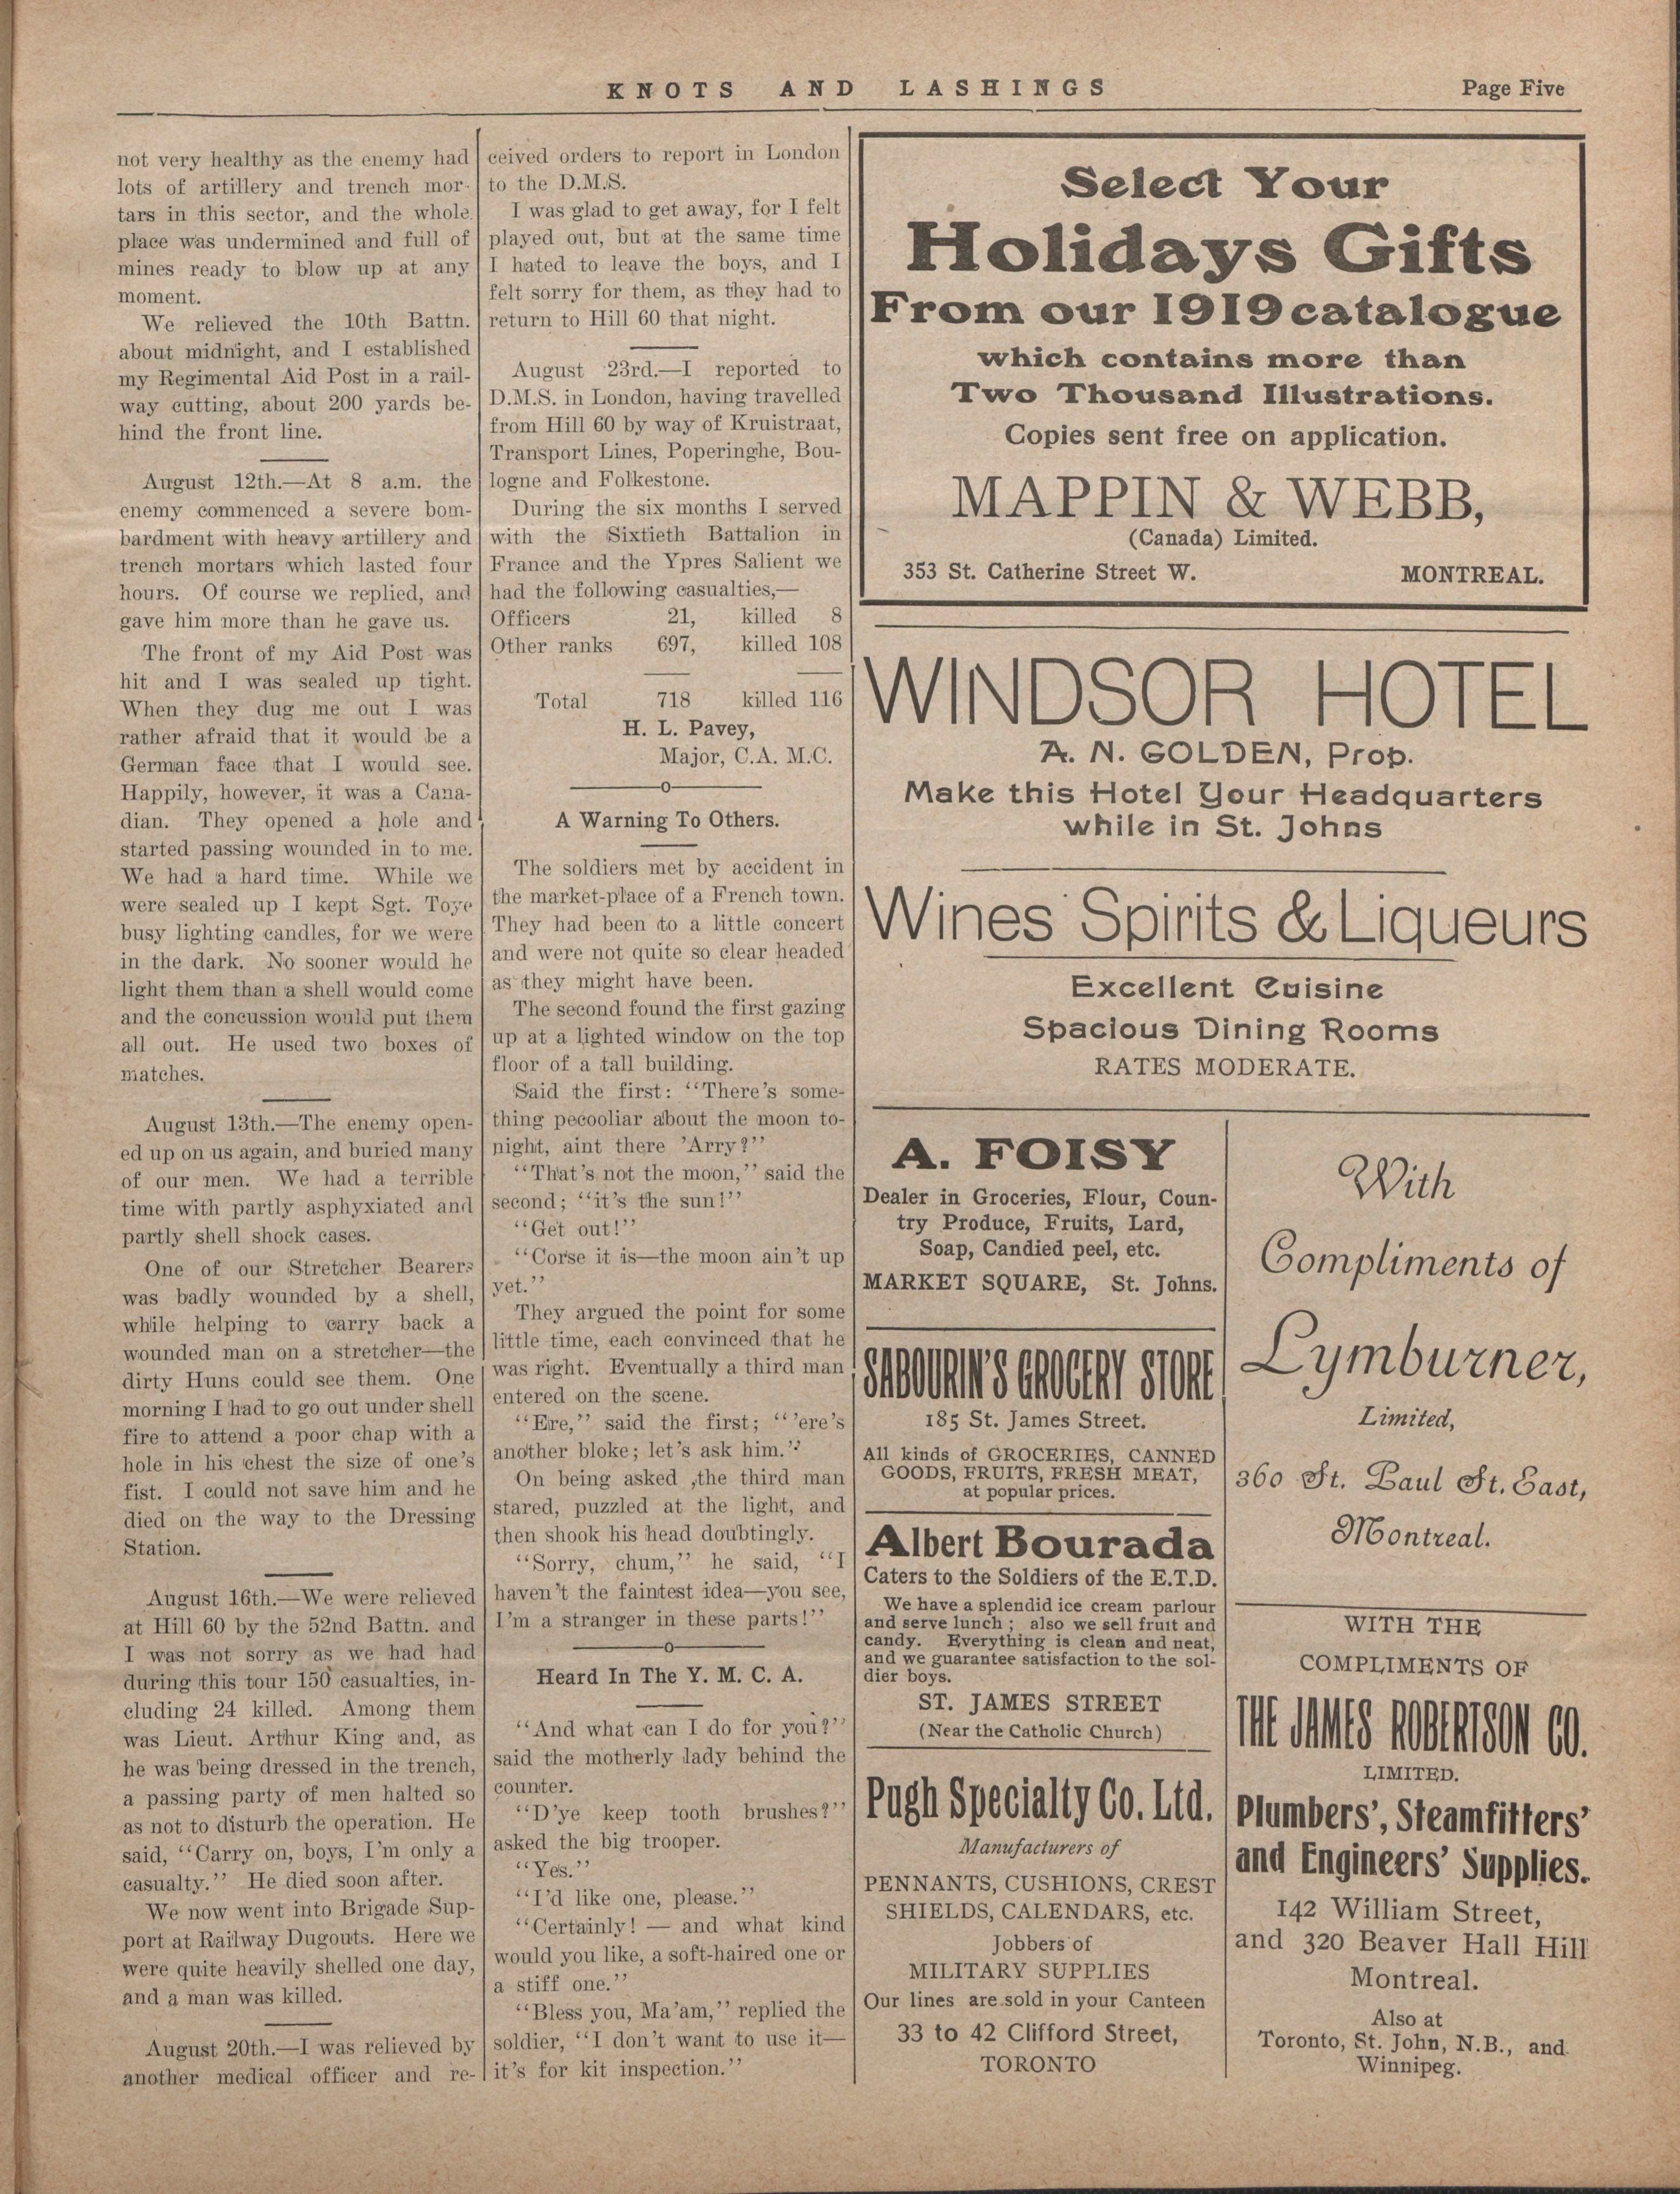 KNOTS AND LASHINGS
Page Five
not very healthy as the enemy had
lots of artillery and trench mor-
tars in this sector, and the whole
place was undermined and full of
mines ready to blow up at any
moment.
We relieved the 10th Battn.
about midnight, and I established
my Regimental Aid Post in a rail-
way cutting, about 200 yards be-
hind the front line.
August 12th.—At 8 a.m. the
enemy commenced a severe bom-
bardment with heavy artillery and
trench mortars which lasted four
hours. Of course we replied, and
gave him more than he gave us.
The front of my Aid Post was
hit and I was sealed up tight.
When they dug me out I was
rather afraid that it would be a
German face that I would see.
Happily, however, it was a Cana-
dian. They opened a hole and
started passing wounded in to me.
We had a hard time. While we
were sealed up I kept Sgt. Toye
busy lighting candles, for we were
in the dark. No sooner would he
light them than a shell would come
and the concussion would put them
all out. He used two boxes of
matches.
August 13th.—The enemy open-
ed up on us again, and buried many
of our men. We had a terrible
time with partly asphyxiated and
partly shell shock cases.
One of our Stretcher Bearers
was badly wounded by a shell,
while helping to carry back a
wounded man on a stretcher—the
dirty Huns could see them. One
morning I had to go out under shell
fire to attend a poor chap with a
hole in his chest the size of one's
fist. I could not save him and he
died on the way to the Dressing
Station.
August 16th.—We were relieved
at Hill 60 by the 52nd Battn. and
I was not sorry as we had had
during this tour 150 casualties, in-
cluding 24 killed. Among them
was Lieut. Arthur King and, as
he was being dressed in the trench,
a passing party of men halted so
as not to disturb the operation. He
said, "Carry on, boys, I'm only a
casualty." He died soon after.
We now went into Brigade Sup-
port at Railway Dugouts. Here we
were quite heavily shelled one day,
and a man was killed.
August 20th.—I was relieved by
another medical officer and re-
ceived orders to report in London
to the D.M.S.
I was glad to get away, for I felt
played out, but at the same time
I hated to leave the boys, and I
felt sorry for them, as they had to
return to Hill 60 that night.
August 23rd.—I reported to
D.M.S. in London, having travelled
from Hill 60 by way of Kruistraat,
Transport Lines, Poperinghe, Bou-
logne and Folkestone.
During the six months I served
with the Sixtieth Battalion in
France and the Ypres Salient we
had the following casualties,—
Officers 21, killed 8
Other ranks 697, killed 108
Total 718 killed 116
H. L. Pavey,
Major, C.A. M.C.
A Warning To Others.
The soldiers met by accident in
the market-place of a French town.
They had been to a little concert
and were not quite so clear headed
as they might have been.
The second found the first gazing
up at a lighted window on the top
floor of a tall building.
Said the first: "There's some-
thing pecooliar about the moon to-
night, aint there 'Arry?"
"That's not the moon," said the
second; "it's the sun!"
"Get out!"
"Corse it is—the moon ain't up
yet."
They argued the point for some
little time, each convinced that he
was right. Eventually a third man
entered on the scene.
"Ere," said the first; "'ere's
another bloke; let's ask him."
On being asked ,the third man
stared, puzzled at the light, and
then shook his head doubtingly.
"Sorry, chum," he said, "I
haven't the faintest idea—you see,
I'm a stranger in these parts!"
Heard In The Y. M. C. A.
"And what can I do for you?"
said the motherly lady behind the
counter.
"D'ye keep tooth brushes?"
asked the big trooper.
"Yes."
"I'd like one, please."
"Certainly! — and what kind
would you like, a soft-haired one or
a stiff one."
"Bless you, Ma'am," replied the
soldier, "I don't want to use it—
it's for kit inspection."
Select Your
Holidays Gifts
From our 1919 catalogue
which contains more than
Two Thousand Illustrations.
Copies sent free on application.
MAPPIN & WEBB,
(Canada) Limited.
353 St. Catherine Street W. MONTREAL.
WINDSOR HOTEL
A. N. GOLDEN, Prop.
Make this Hotel Your Headquarters
while in St. Johns
Wines Spirits & Liqueurs
Excellent Cuisine
Spacious Dining Rooms
RATES MODERATE.
A. FOISY
Dealer in Groceries, Flour, Coun-
try Produce, Fruits, Lard,
Soap, Candied peel, etc.
MARKET SQUARE, St. Johns.
SABOURIN'S GROCERY STORE
185 St. James Street.
All kinds of GROCERIES, CANNED
GOODS, FRUITS, FRESH MEAT,
at popular prices.
Albert Bourada
Caters to the Soldiers of the E.T.D.
We have a splendid ice cream parlour
and serve lunch ; also we sell fruit and
candy. Everything is clean and neat,
and we guarantee satisfaction to the sol-
dier boys.
ST. JAMES STREET
(Near the Catholic Church)
Pugh Specialty Co. Ltd.
Manufacturers of
PENNANTS, CUSHIONS, CREST
SHIELDS, CALENDARS, etc.
Jobbers of
MILITARY SUPPLIES
Our lines are sold in your Canteen
33 to 42 Clifford Street,
TORONTO
With
Compliments of
Lymburner,
Limited,
360 St. Paul St. East,
Montreal.
WITH THE
COMPLIMENTS OF
THE JAMES ROBERTSON CO.
LIMITED.
Plumbers', Steamfitters'
and Engineers' Supplies.
142 William Street,
and 320 Beaver Hall Hill
Montreal.
Also at
Toronto, St. John, N.B., and
Winnipeg.